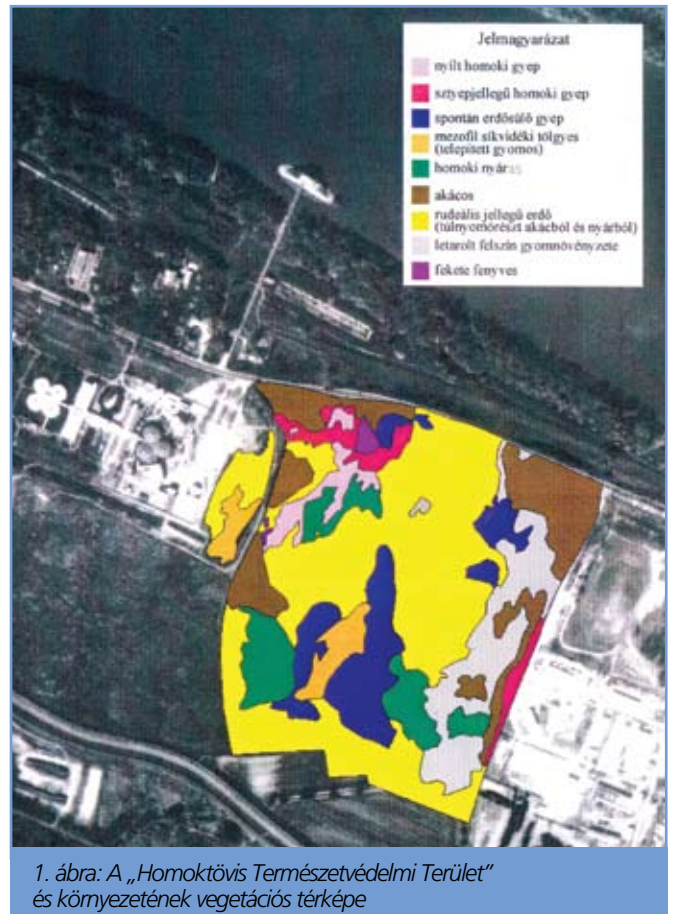 Jelmagyarázat
nyílt homoki gyep
sztyepjellegű homoki gyep
spontán erdősülő gyep
mezofil síkvidéki tölgyes
(telepített gyomos)
homoki nyáras
akácos
rudeális jellegű erdő
(túlnyomórészt akácból és nyárból)
letarolt felszín gyomnövényzete
fekete fenyves
1. ábra: A „Homoktövis Természetvédelmi Terület”
és környezetének vegetációs térképe